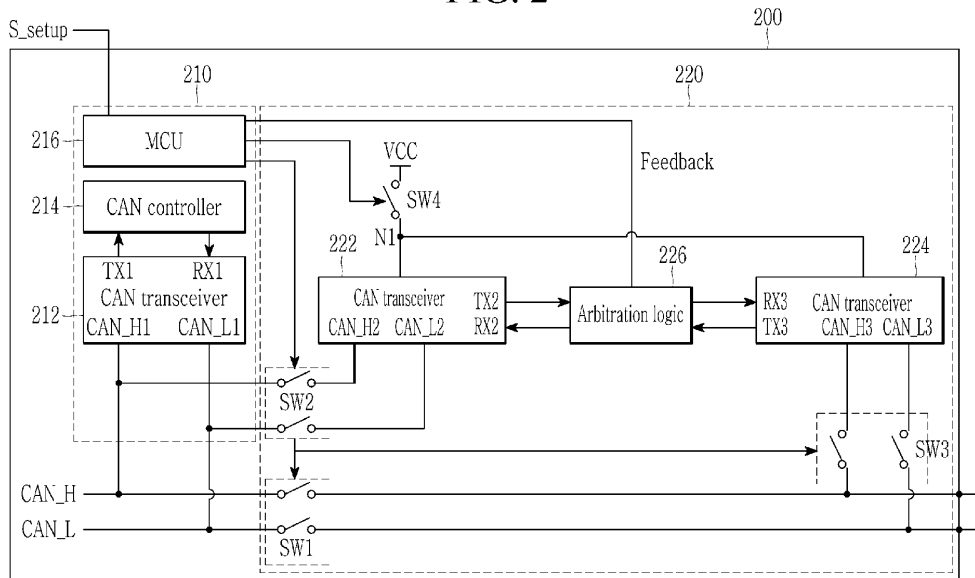 FIG. 2
S_setup
200
210
220
216
MCU
VCC
Feedback
SW4
214
CAN controller
N1
222
226
224
TX1 RX1
CAN transceiver
212
CAN_H1 CAN_L1
CAN transceiver TX2
CAN_H2 CAN_L2 RX2
Arbitration logic
RX3 CAN transceiver
TX3 CAN_H3 CAN_L3
SW2
SW3
CAN_H
CAN_L
SW1